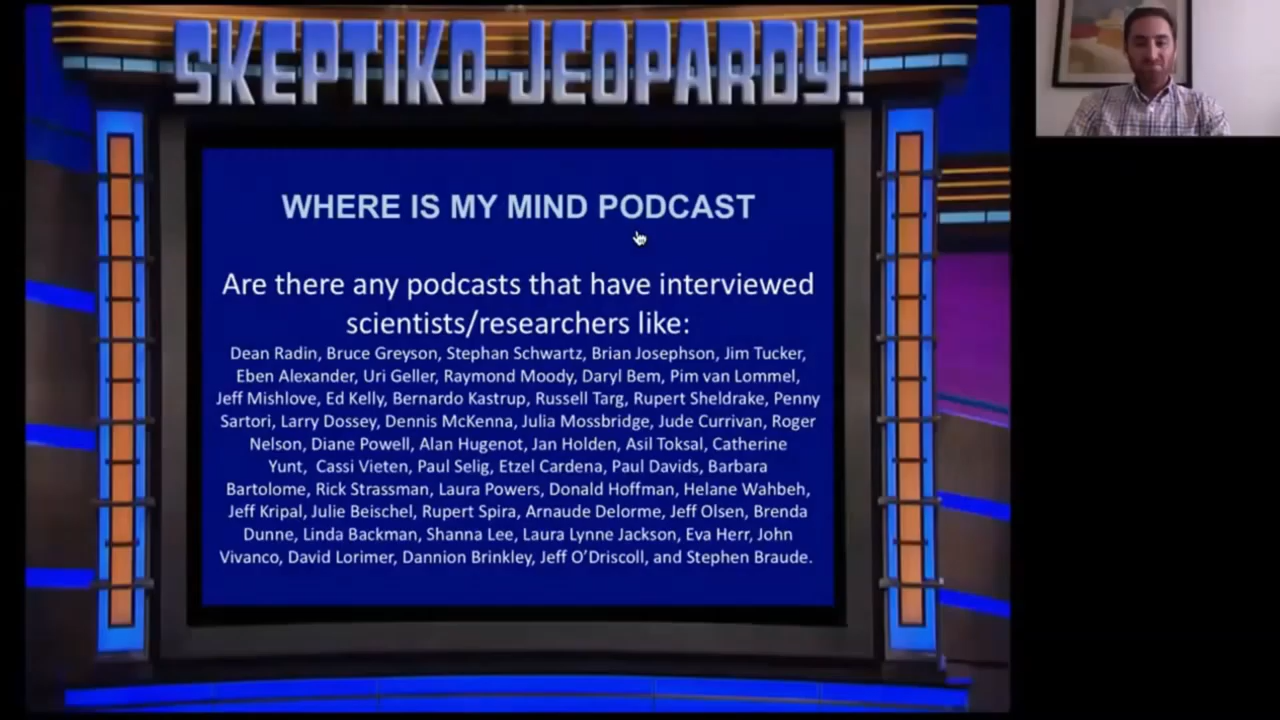 SKEPTIKO JEOPARDY!
WHERE IS MY MIND PODCAST
Are there any podcasts that have interviewed
scientists/researchers like:
Dean Radin, Bruce Greyson, Stephan Schwartz, Brian Josephson, Jim Tucker,
Eben Alexander, Uri Geller, Raymond Moody, Daryl Bem, Pim van Lommel,
Jeff Mishlove, Ed Kelly, Bernardo Kastrup, Russell Targ, Rupert Sheldrake, Penny
Sartori, Larry Dossey, Dennis McKenna, Julia Mossbridge, Jude Currivan, Roger
Nelson, Diane Powell, Alan Hugenot, Jan Holden, Asil Toksal, Catherine
Yunt, Cassi Vieten, Paul Selig, Etzel Cardena, Paul Davids, Barbara
Bartolome, Rick Strassman, Laura Powers, Donald Hoffman, Helane Wahbeh,
Jeff Kripal, Julie Beischel, Rupert Spira, Arnaude Delorme, Jeff Olsen, Brenda
Dunne, Linda Backman, Shanna Lee, Laura Lynne Jackson, Eva Herr, John
Vivanco, David Lorimer, Dannion Brinkley, Jeff O’Driscoll, and Stephen Braude.